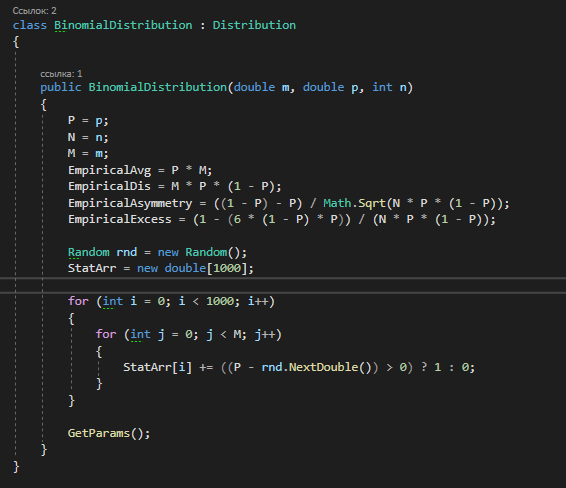 Ссылок: 2
class BinomialDistribution : Distribution
{
ссылка: 1
public BinomialDistribution(double m, double p, int n)
{
P = p;
N = n;
M = m;
EmpiricalAvg = P * M;
EmpiricalDis = M * P * (1 - P);
EmpiricalAsymmetry = ((1 - P) - P) / Math.Sqrt(N * P * (1 - P));
EmpiricalExcess = (1 - (6 * (1 - P) * P)) / (N * P * (1 - P));
Random rnd = new Random();
StatArr = new double[1000];
for (int i = 0; i < 1000; i++)
{
for (int j = 0; j < M; j++)
{
StatArr[i] += ((P - rnd.NextDouble()) > 0) ? 1 : 0;
}
}
GetParams();
}
}